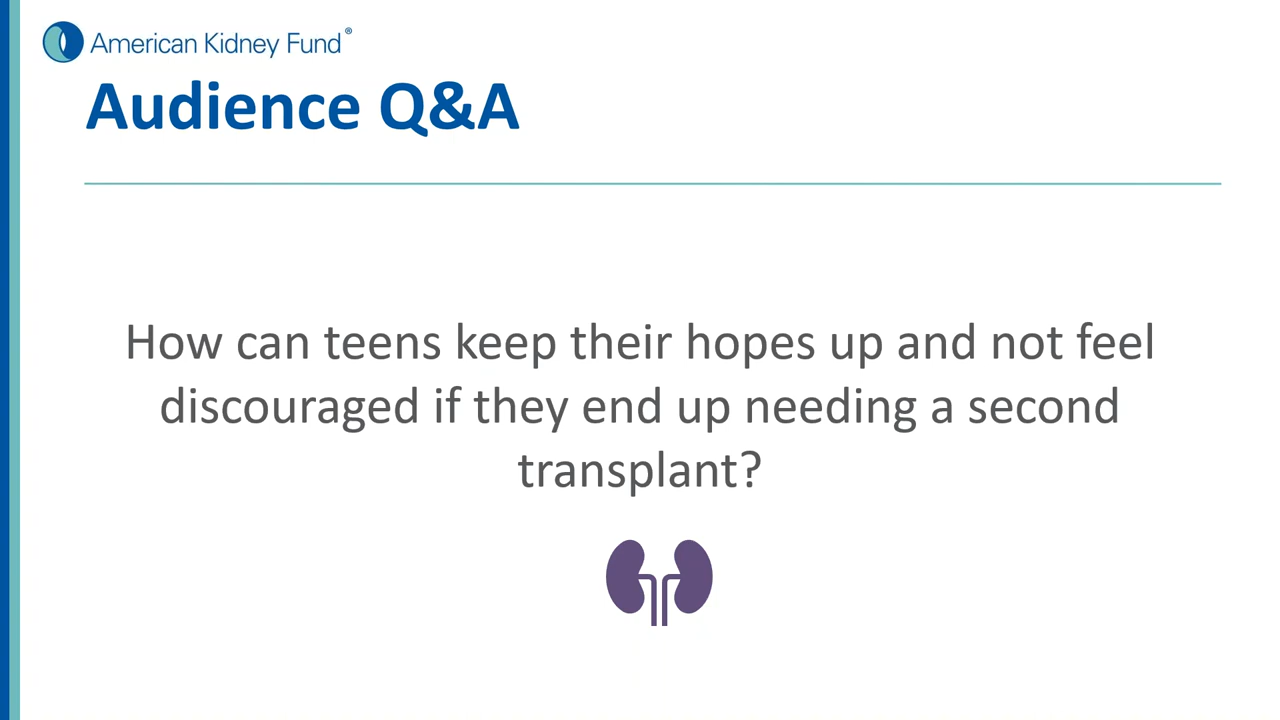 American Kidney Fund®
Audience Q&A
How can teens keep their hopes up and not feel
discouraged if they end up needing a second
transplant?